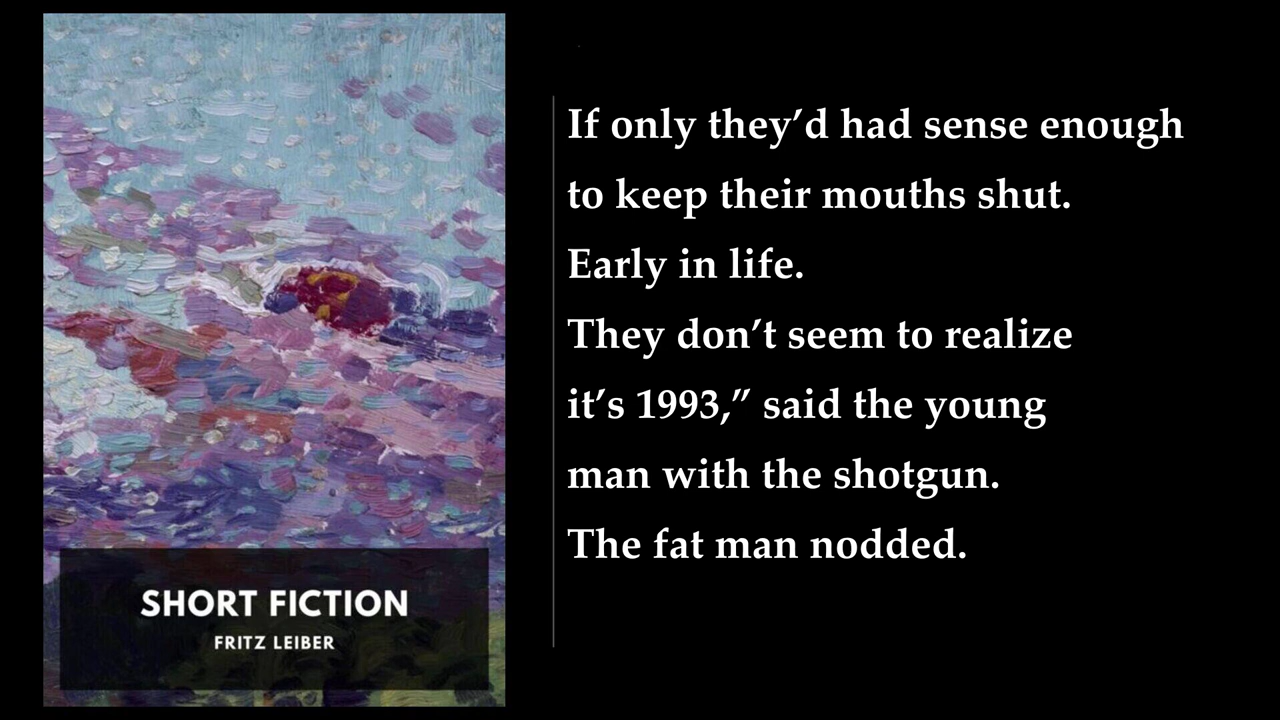 If only they’d had sense enough
to keep their mouths shut.
Early in life.
They don’t seem to realize
it’s 1993,” said the young
man with the shotgun.
The fat man nodded.
SHORT FICTION
FRITZ LEIBER